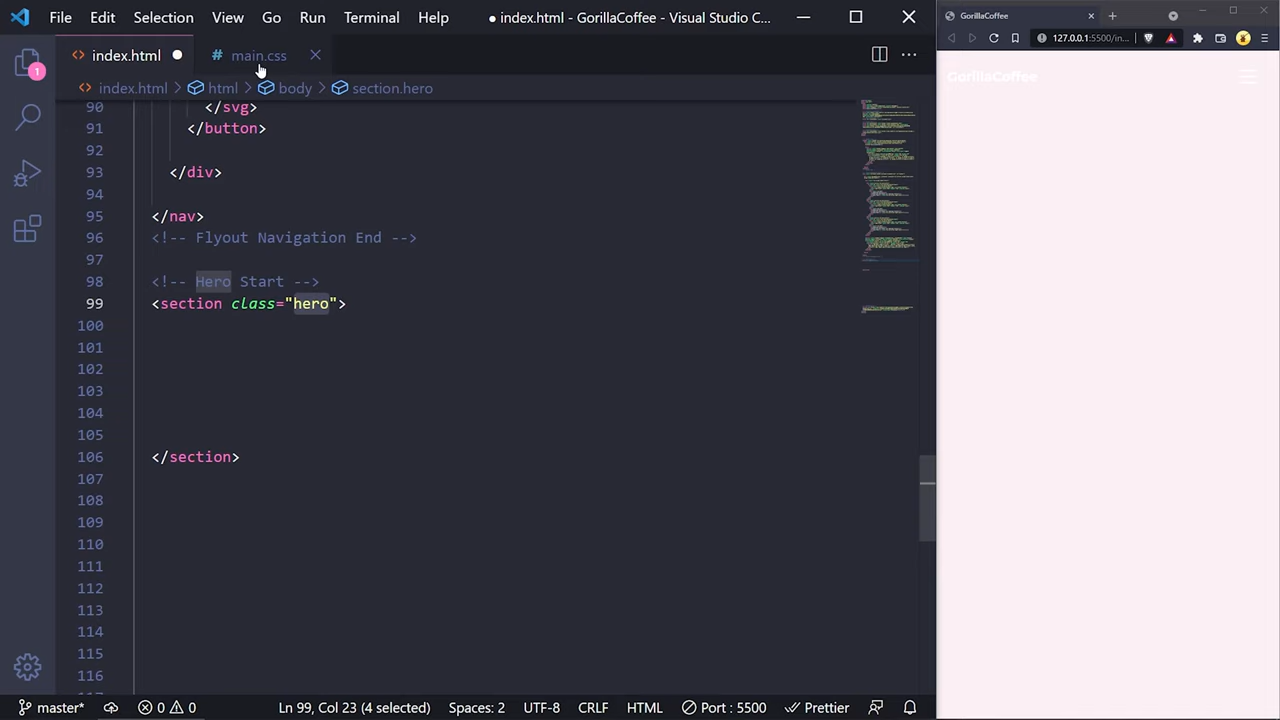 File Edit Selection View Go Run Terminal Help
● index.html - GorillaCoffee - Visual Studio C...
index.html
# main.css
index.html > html > body > section.hero
1
90 </svg>
91 </button>
92
93 </div>
94
95 </nav>
96 <!-- Flyout Navigation End -->
97
98 <!-- Hero Start -->
99 <section class="hero">
100
101
102
103
104
105
106 </section>
107
108
109
110
111
112
113
114
115
116
master* 0 0 Ln 99, Col 23 (4 selected) Spaces: 2 UTF-8 CRLF HTML Port : 5500 Prettier
GorillaCoffee
127.0.0.1:5500/in...
GorillaCoffee